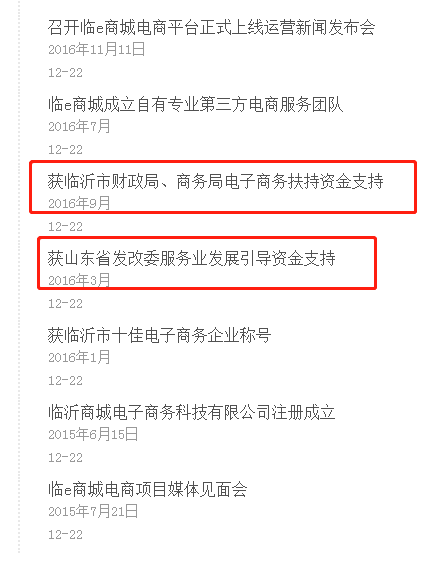 召开临e商城电商平台正式上线运营新闻发布会
2016年11月11日
12-22
临e商城成立自有专业第三方电商服务团队
2016年7月
12-22
获临沂市财政局、商务局电子商务扶持资金支持
2016年9月
12-22
获山东省发改委服务业发展引导资金支持
2016年3月
12-22
获临沂市十佳电子商务企业称号
2016年1月
12-22
临沂商城电子商务科技有限公司注册成立
2015年6月15日
12-22
临e商城电商项目媒体见面会
2015年7月21日
12-22